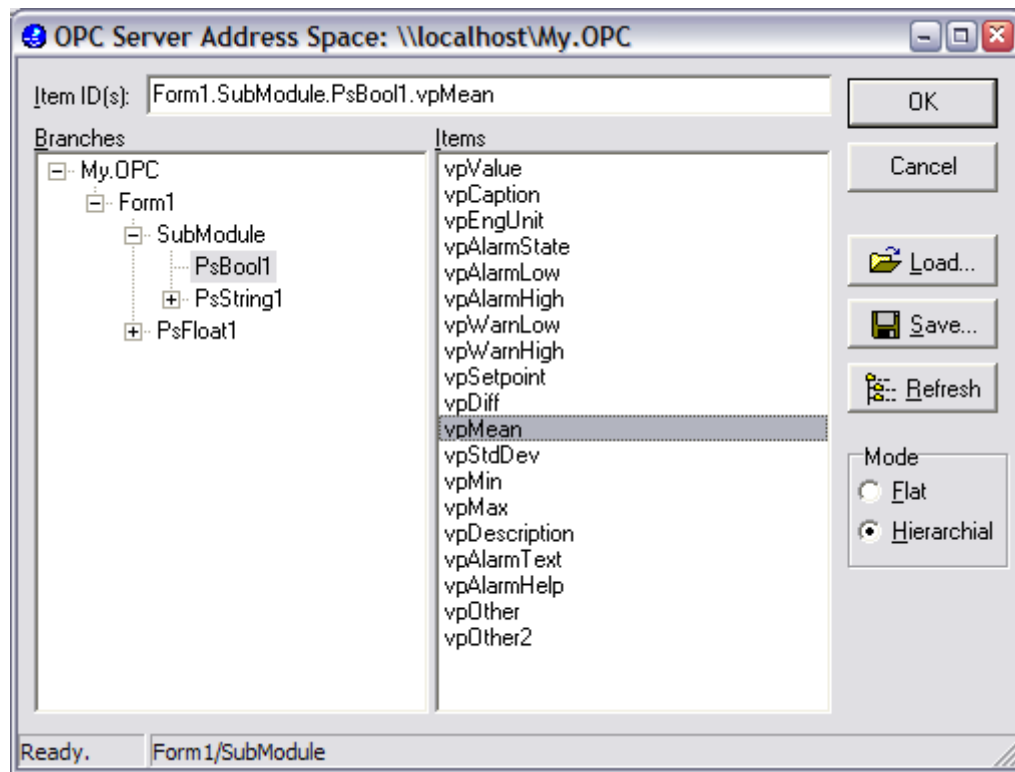 OPC Server Address Space: \\localhost\My.OPC
Item ID(s): Form1.SubModule.PsBool1.vpMean
OK
Cancel
Branches
My.OPC
Form1
SubModule
PsBool1
PsString1
PsFloat1
Items
vpValue
vpCaption
vpEngUnit
vpAlarmState
vpAlarmLow
vpAlarmHigh
vpWarnLow
vpWarnHigh
vpSetpoint
vpDiff
vpMean
vpStdDev
vpMin
vpMax
vpDescription
vpAlarmText
vpAlarmHelp
vpOther
vpOther2
Load...
Save...
Refresh
Mode
Flat
Hierarchial
Ready. Form1/SubModule